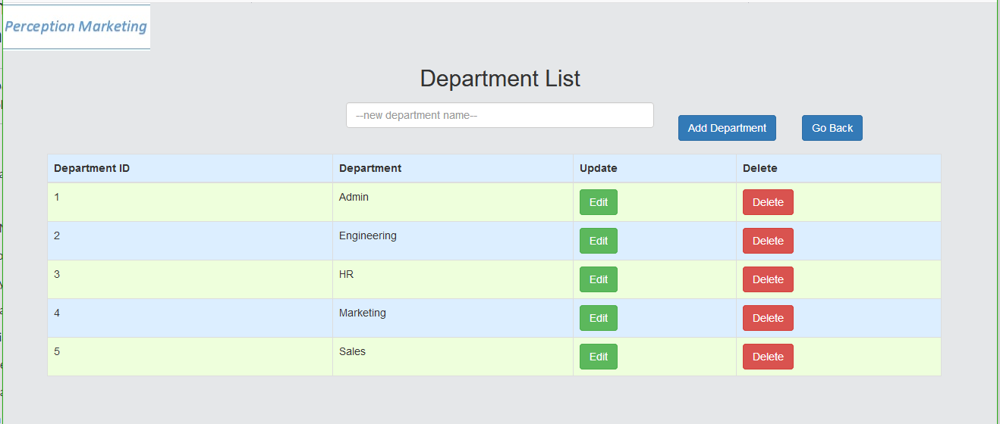 Perception Marketing
Department List
--new department name--
Add Department Go Back
Department ID Department Update Delete
1 Admin Edit Delete
2 Engineering Edit Delete
3 HR Edit Delete
4 Marketing Edit Delete
5 Sales Edit Delete